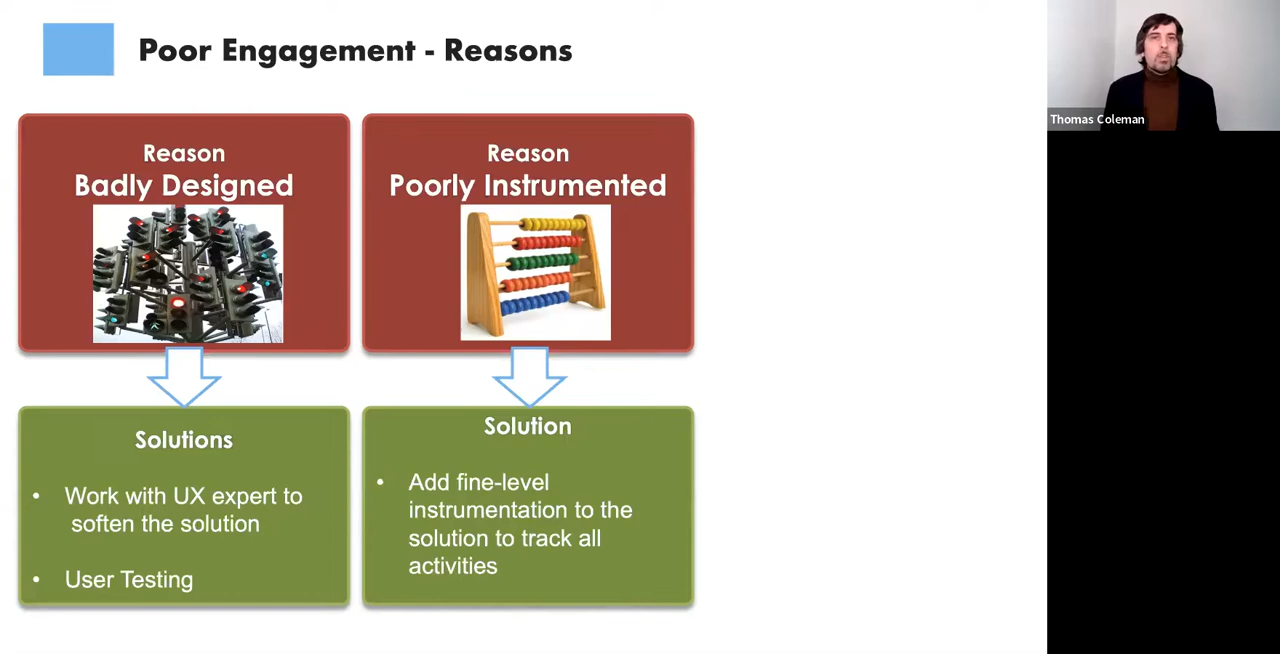 Poor Engagement - Reasons
Thomas Coleman
Reason
Badly Designed
Reason
Poorly Instrumented
Solutions
• Work with UX expert to
soften the solution
• User Testing
Solution
• Add fine-level
instrumentation to the
solution to track all
activities